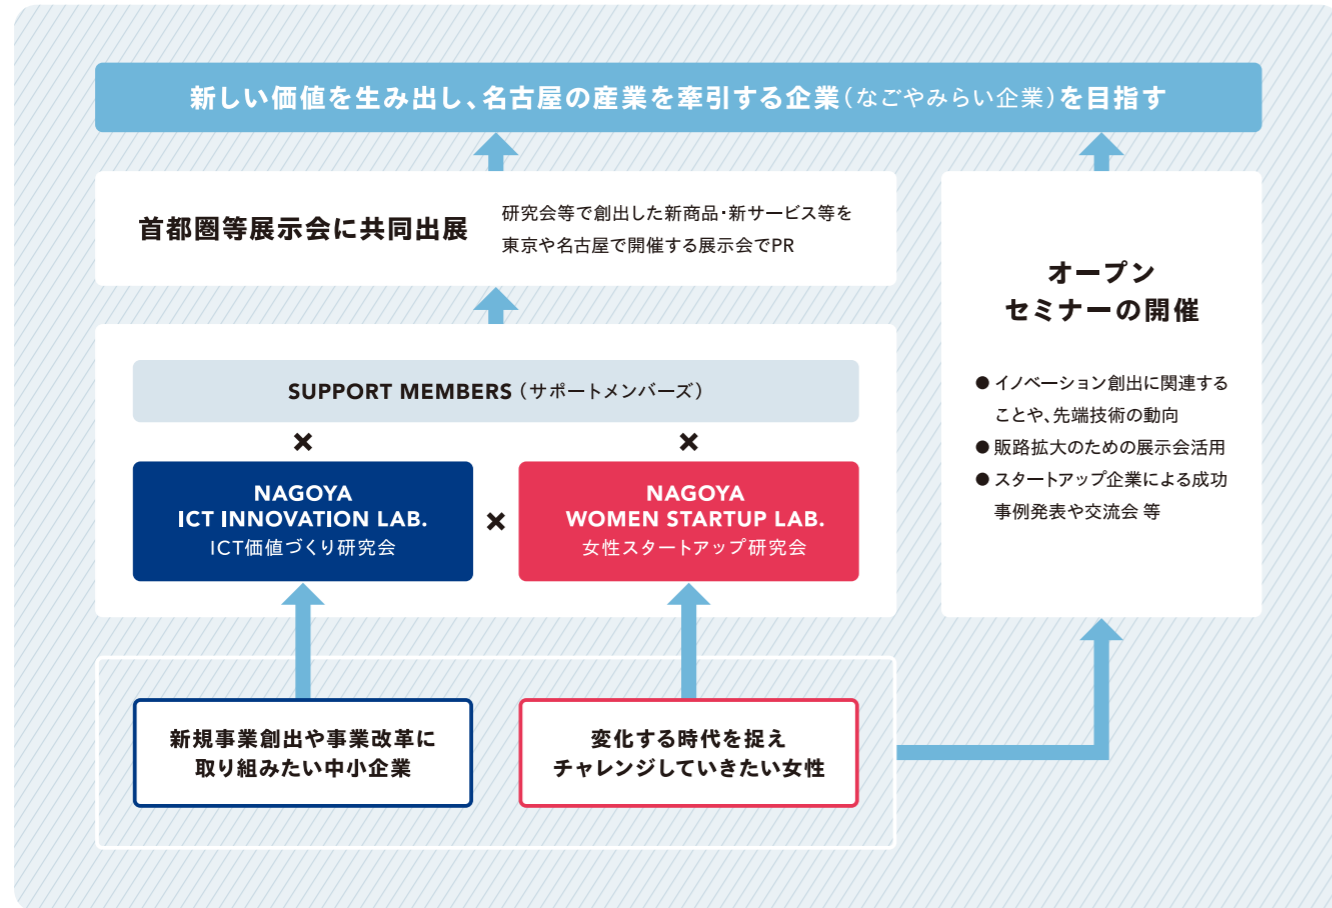 新しい価値を生み出し、名古屋の産業を牽引する企業（なごやみらい企業）を目指す
首都圏等展示会に共同出展
研究会等で創出した新商品・新サービス等を
東京や名古屋で開催する展示会でPR
SUPPORT MEMBERS（サポートメンバーズ）
× ×
NAGOYA
ICT INNOVATION LAB.
ICT価値づくり研究会
×
NAGOYA
WOMEN STARTUP LAB.
女性スタートアップ研究会
新規事業創出や事業改革に
取り組みたい中小企業
変化する時代を捉え
チャレンジしていきたい女性
オープン
セミナーの開催
● イノベーション創出に関連する
ことや、先端技術の動向
● 販路拡大のための展示会活用
● スタートアップ企業による成功
事例発表や交流会 等